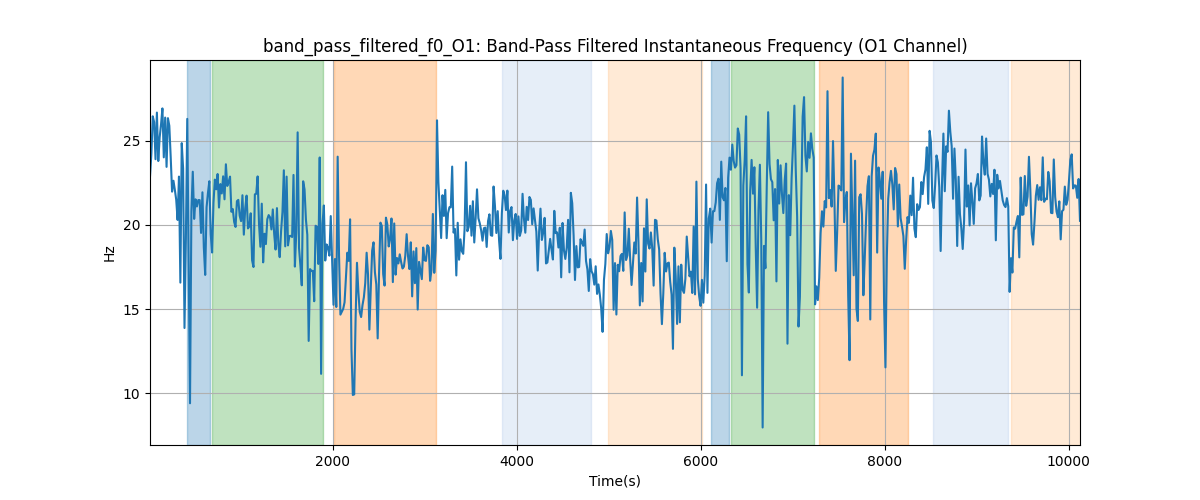 band_pass_filtered_f0_O1: Band-Pass Filtered Instantaneous Frequency (O1 Channel)
25
20
15
10
Hz
2000 4000 6000 8000 10000
Time(s)